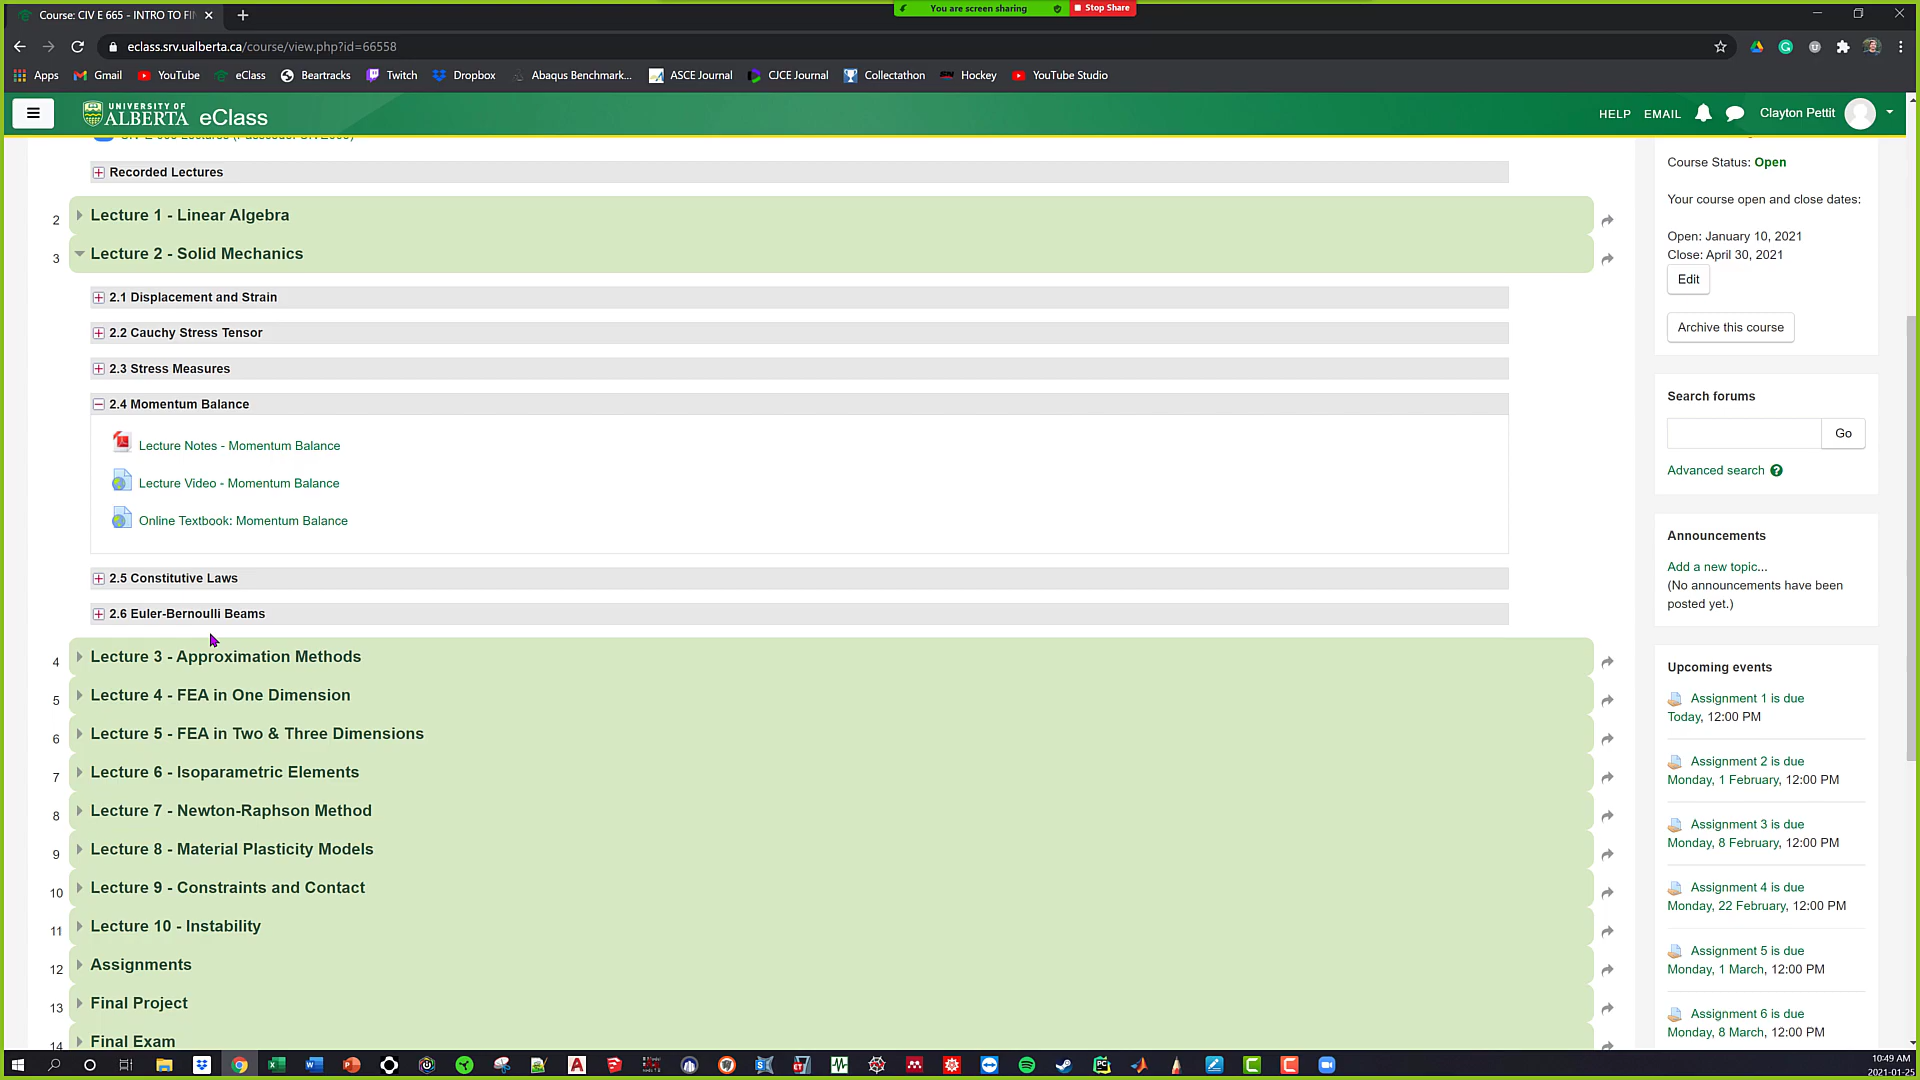 Course: CIV E 665 - INTRO TO FI
You are screen sharing
Stop Share
eclass.srv.ualberta.ca/course/view.php?id=66558
Apps
Gmail
YouTube
eClass
Beartracks
Twitch
Dropbox
Abaqus Benchmark...
ASCE Journal
CJCE Journal
Collectathon
Hockey
YouTube Studio
UNIVERSITY OF
ALBERTA
eClass
HELP
EMAIL
Clayton Pettit
Recorded Lectures
2
Lecture 1 - Linear Algebra
3
Lecture 2 - Solid Mechanics
2.1 Displacement and Strain
2.2 Cauchy Stress Tensor
2.3 Stress Measures
2.4 Momentum Balance
Lecture Notes - Momentum Balance
Lecture Video - Momentum Balance
Online Textbook: Momentum Balance
2.5 Constitutive Laws
2.6 Euler-Bernoulli Beams
4
Lecture 3 - Approximation Methods
5
Lecture 4 - FEA in One Dimension
6
Lecture 5 - FEA in Two & Three Dimensions
7
Lecture 6 - Isoparametric Elements
8
Lecture 7 - Newton-Raphson Method
9
Lecture 8 - Material Plasticity Models
10
Lecture 9 - Constraints and Contact
11
Lecture 10 - Instability
12
Assignments
13
Final Project
14
Final Exam
Course Status: Open
Your course open and close dates:
Open: January 10, 2021
Close: April 30, 2021
Edit
Archive this course
Search forums
Go
Advanced search
Announcements
Add a new topic...
(No announcements have been
posted yet.)
Upcoming events
Assignment 1 is due
Today, 12:00 PM
Assignment 2 is due
Monday, 1 February, 12:00 PM
Assignment 3 is due
Monday, 8 February, 12:00 PM
Assignment 4 is due
Monday, 22 February, 12:00 PM
Assignment 5 is due
Monday, 1 March, 12:00 PM
Assignment 6 is due
Monday, 8 March, 12:00 PM
10:49 AM
2021-01-25